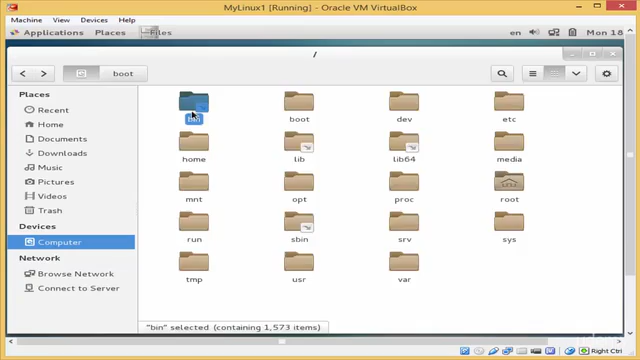 MyLinux1 [Running] - Oracle VM VirtualBox
Machine View Devices Help
Applications Places Files en Mon 18
/
boot
Places
Recent
Home
Documents
Downloads
Music
Pictures
Videos
Trash
Devices
Computer
Network
Browse Network
Connect to Server
bin boot dev etc
home lib lib64 media
mnt opt proc root
run sbin srv sys
tmp usr var
"bin" selected (containing 1,573 items)
Right Ctrl